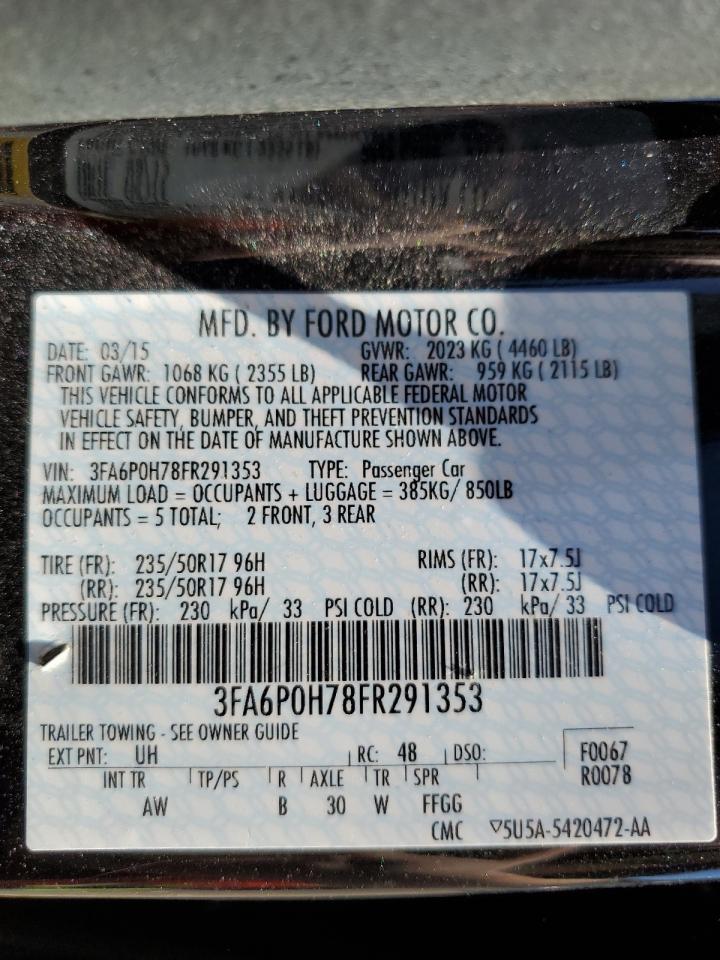 MFD. BY FORD MOTOR CO.
DATE: 03/15 GVWR: 2023 KG ( 4460 LB)
FRONT GAWR: 1068 KG ( 2355 LB) REAR GAWR: 959 KG ( 2115 LB)
THIS VEHICLE CONFORMS TO ALL APPLICABLE FEDERAL MOTOR
VEHICLE SAFETY, BUMPER, AND THEFT PREVENTION STANDARDS
IN EFFECT ON THE DATE OF MANUFACTURE SHOWN ABOVE.
VIN: 3FA6P0H78FR291353 TYPE: Passenger Car
MAXIMUM LOAD = OCCUPANTS + LUGGAGE = 385KG/ 850LB
OCCUPANTS = 5 TOTAL; 2 FRONT, 3 REAR
TIRE (FR): 235/50R17 96H RIMS (FR): 17x7.5J
(RR): 235/50R17 96H (RR): 17x7.5J
PRESSURE (FR): 230 kPa/ 33 PSI COLD (RR): 230 kPa/ 33 PSI COLD
3FA6P0H78FR291353
TRAILER TOWING - SEE OWNER GUIDE
EXT PNT: UH RC: 48 DSO: F0067
INT TR TP/PS R AXLE TR SPR R0078
AW B 30 W FFGG
CMC ▽5U5A-5420472-AA